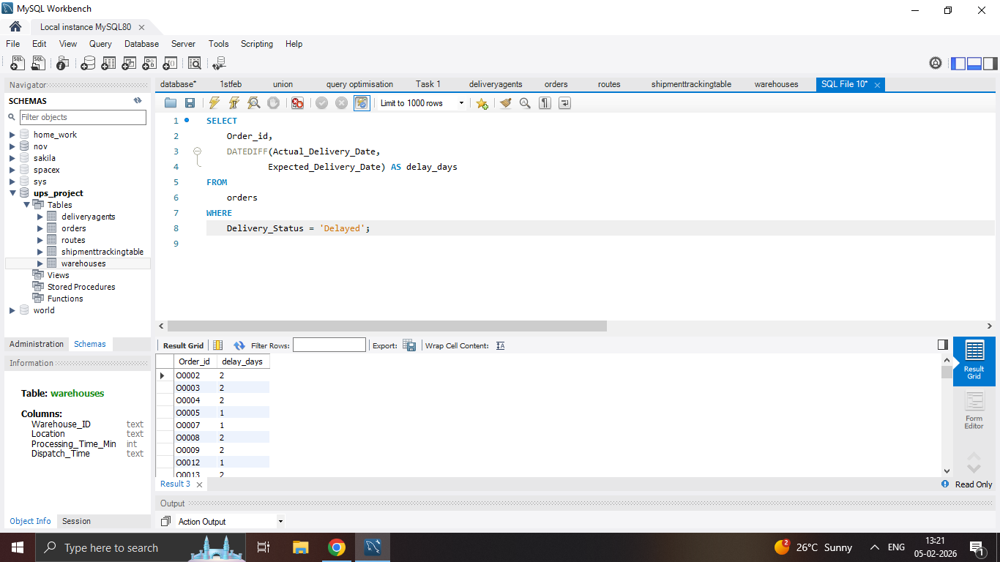 MySQL Workbench
Local instance MySQL80
File Edit View Query Database Server Tools Scripting Help
Navigator
SCHEMAS
Filter objects
home_work
nov
sakila
spacex
sys
ups_project
Tables
deliveryagents
orders
routes
shipmenttrackingtable
warehouses
Views
Stored Procedures
Functions
world
Administration Schemas
Information
Table: warehouses
Columns:
Warehouse_ID text
Location text
Processing_Time_Min int
Dispatch_Time text
Object Info Session
database* 1stfeb union query optimisation Task 1 deliveryagents orders routes shipmenttrackingtable warehouses SQL File 10*
Limit to 1000 rows
1 SELECT
2 Order_id,
3 DATEDIFF(Actual_Delivery_Date,
4 Expected_Delivery_Date) AS delay_days
5 FROM
6 orders
7 WHERE
8 Delivery_Status = 'Delayed';
9
Result Grid Filter Rows: Export: Wrap Cell Content:
Order_id delay_days
O0002 2
O0003 2
O0004 2
O0005 1
O0007 1
O0008 2
O0009 2
O0012 1
O0013 2
Result Grid
Form Editor
Result 3
Read Only
Output
Action Output
Type here to search
2
26°C Sunny
ENG
13:21
05-02-2026
1